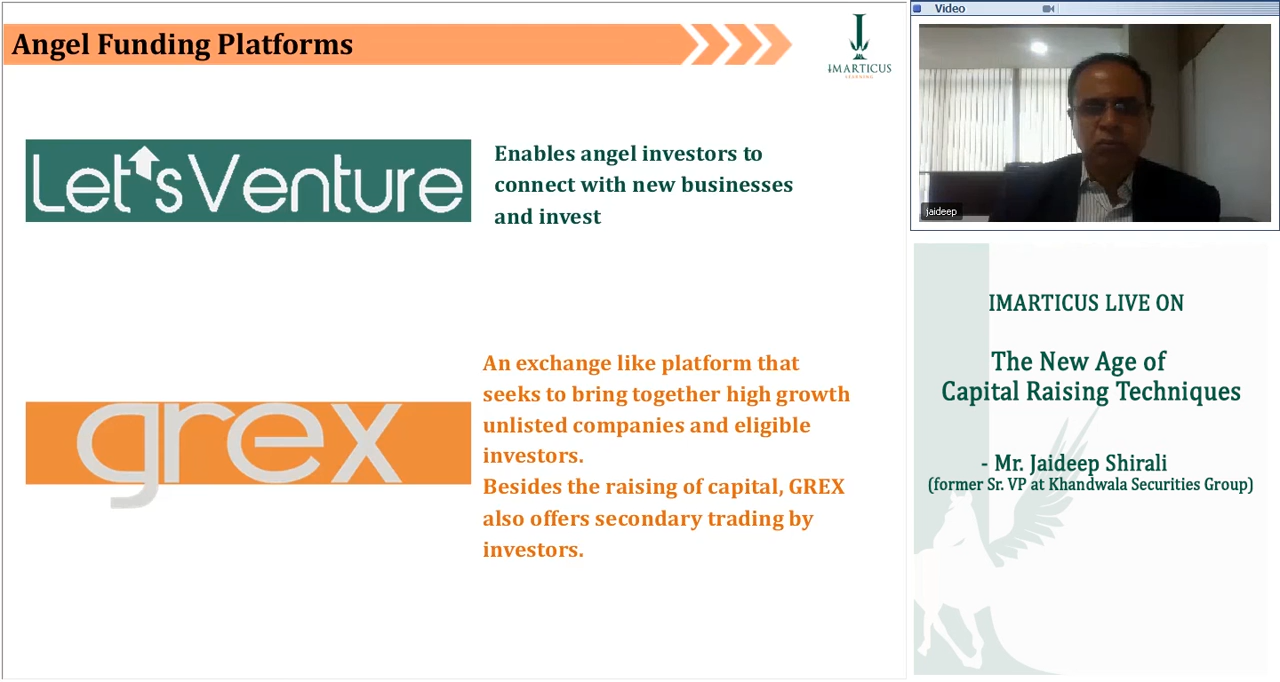 Angel Funding Platforms
IMARTICUS
LEARNING
Let'sVenture
Enables angel investors to
connect with new businesses
and invest
grex
An exchange like platform that
seeks to bring together high growth
unlisted companies and eligible
investors.
Besides the raising of capital, GREX
also offers secondary trading by
investors.
Video
jaideep
IMARTICUS LIVE ON
The New Age of
Capital Raising Techniques
- Mr. Jaideep Shirali
(former Sr. VP at Khandwala Securities Group)